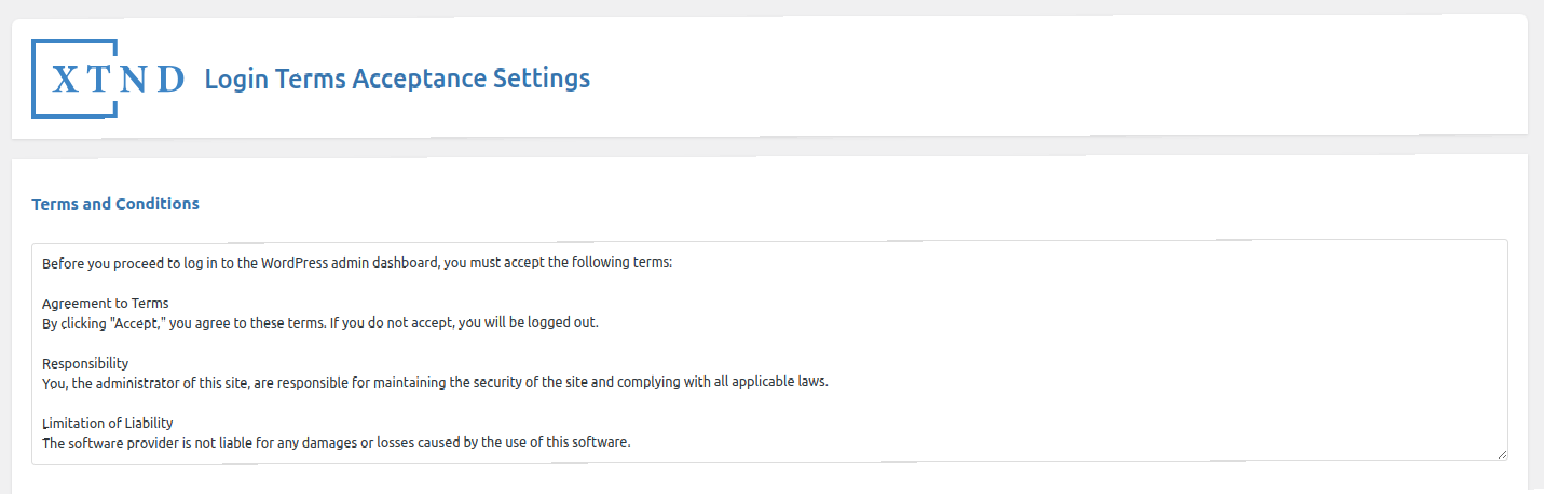 XTND Login Terms Acceptance Settings
Terms and Conditions
Before you proceed to log in to the WordPress admin dashboard, you must accept the following terms:
Agreement to Terms
By clicking "Accept," you agree to these terms. If you do not accept, you will be logged out.
Responsibility
You, the administrator of this site, are responsible for maintaining the security of the site and complying with all applicable laws.
Limitation of Liability
The software provider is not liable for any damages or losses caused by the use of this software.